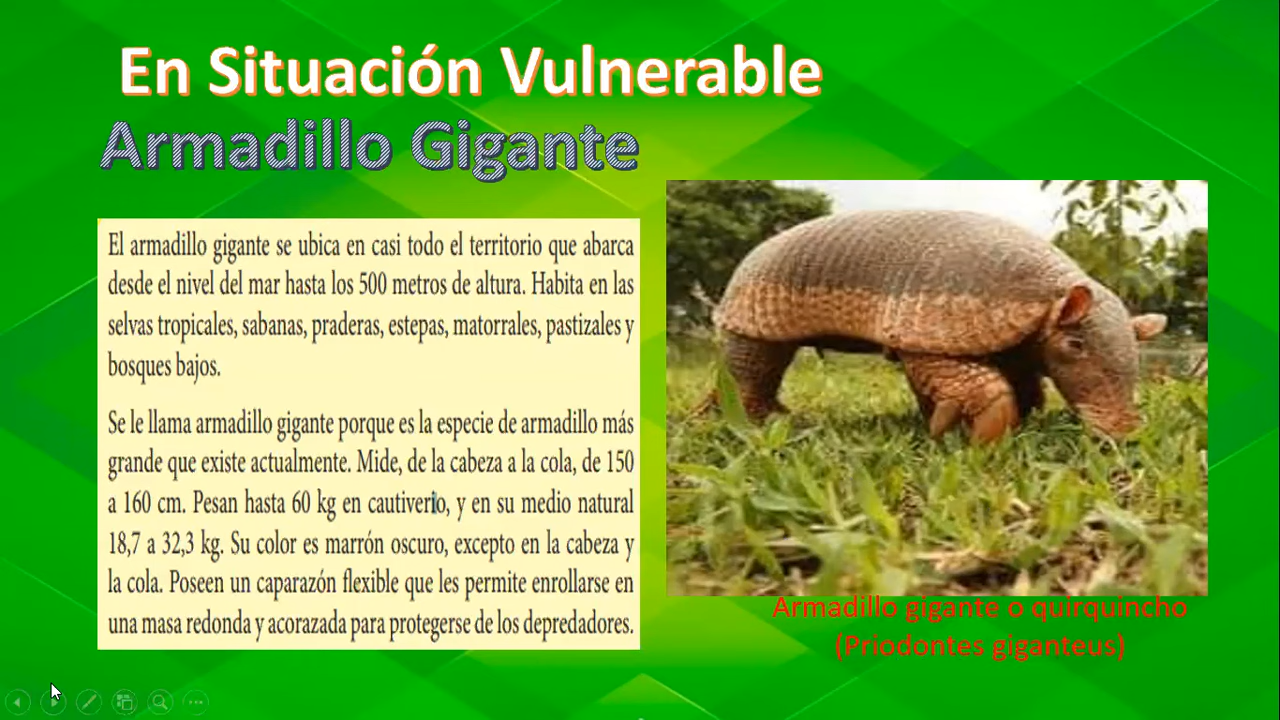 En Situación Vulnerable
Armadillo Gigante
El armadillo gigante se ubica en casi todo el territorio que abarca
desde el nivel del mar hasta los 500 metros de altura. Habita en las
selvas tropicales, sabanas, praderas, estepas, matorrales, pastizales y
bosques bajos.
Se le llama armadillo gigante porque es la especie de armadillo más
grande que existe actualmente. Mide, de la cabeza a la cola, de 150
a 160 cm. Pesan hasta 60 kg en cautiverio, y en su medio natural
18,7 a 32,3 kg. Su color es marrón oscuro, excepto en la cabeza y
la cola. Poseen un caparazón flexible que les permite enrollarse en
una masa redonda y acorazada para protegerse de los depredadores.
Armadillo gigante o quirquincho
(Priodontes giganteus)